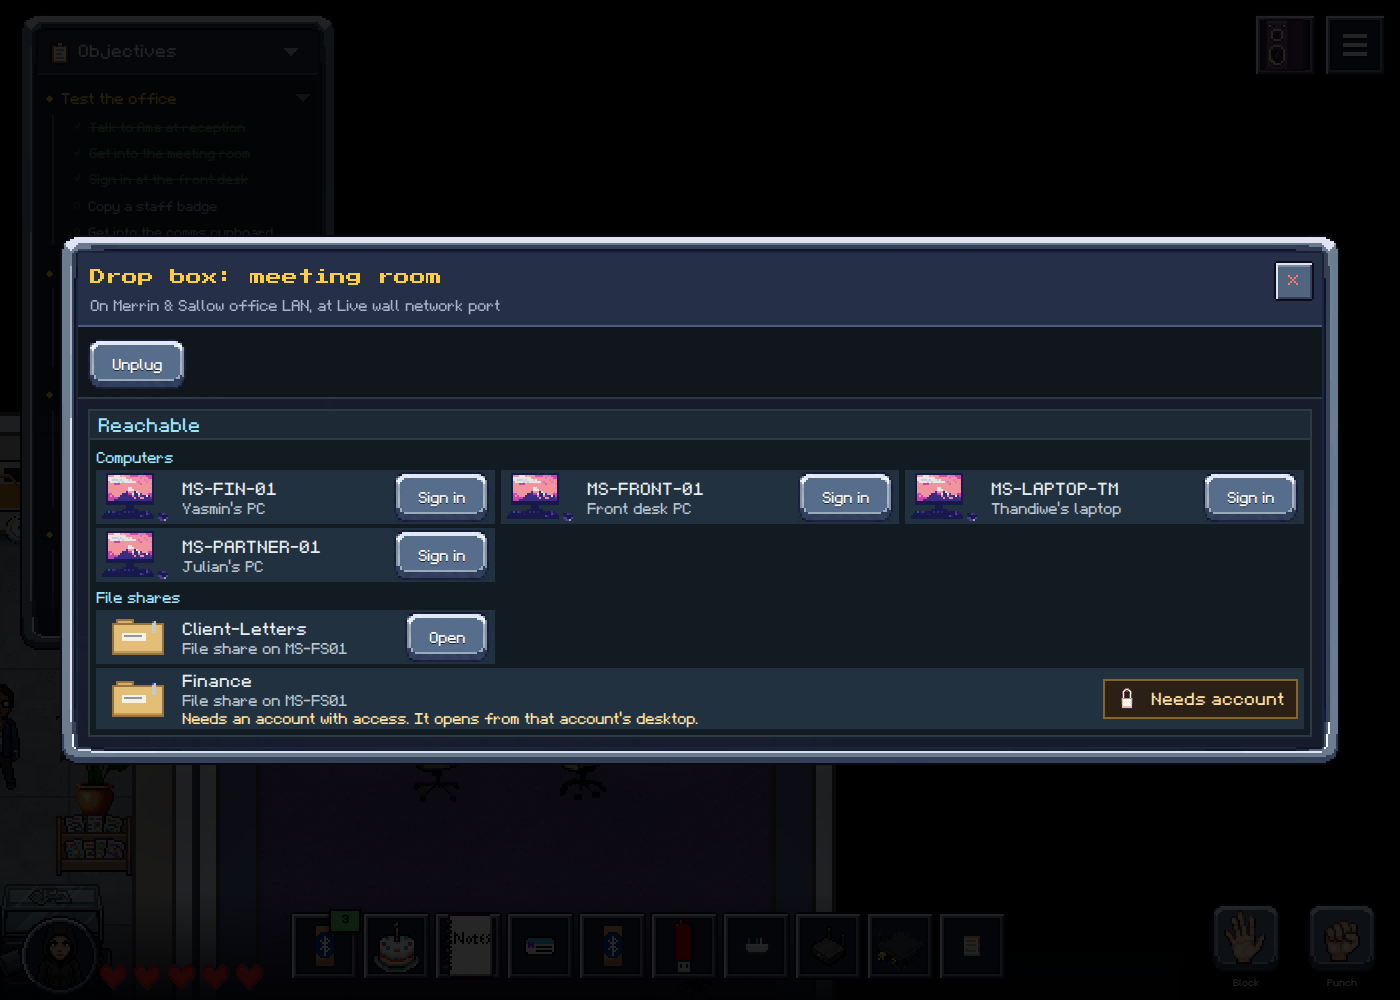 Objectives
Test the office
Talk to Ama at reception
Get into the meeting room
Sign in at the front desk
Copy a staff badge
Get into the comms cupboard
Drop box: meeting room
On Merrin & Sallow office LAN, at Live wall network port
Unplug
Reachable
Computers
MS-FIN-01
Yasmin's PC
Sign in
MS-FRONT-01
Front desk PC
Sign in
MS-LAPTOP-TM
Thandiwe's laptop
Sign in
MS-PARTNER-01
Julian's PC
Sign in
File shares
Client-Letters
File share on MS-FS01
Open
Finance
File share on MS-FS01
Needs an account with access. It opens from that account's desktop.
Needs account
3
Notes
Block
Punch